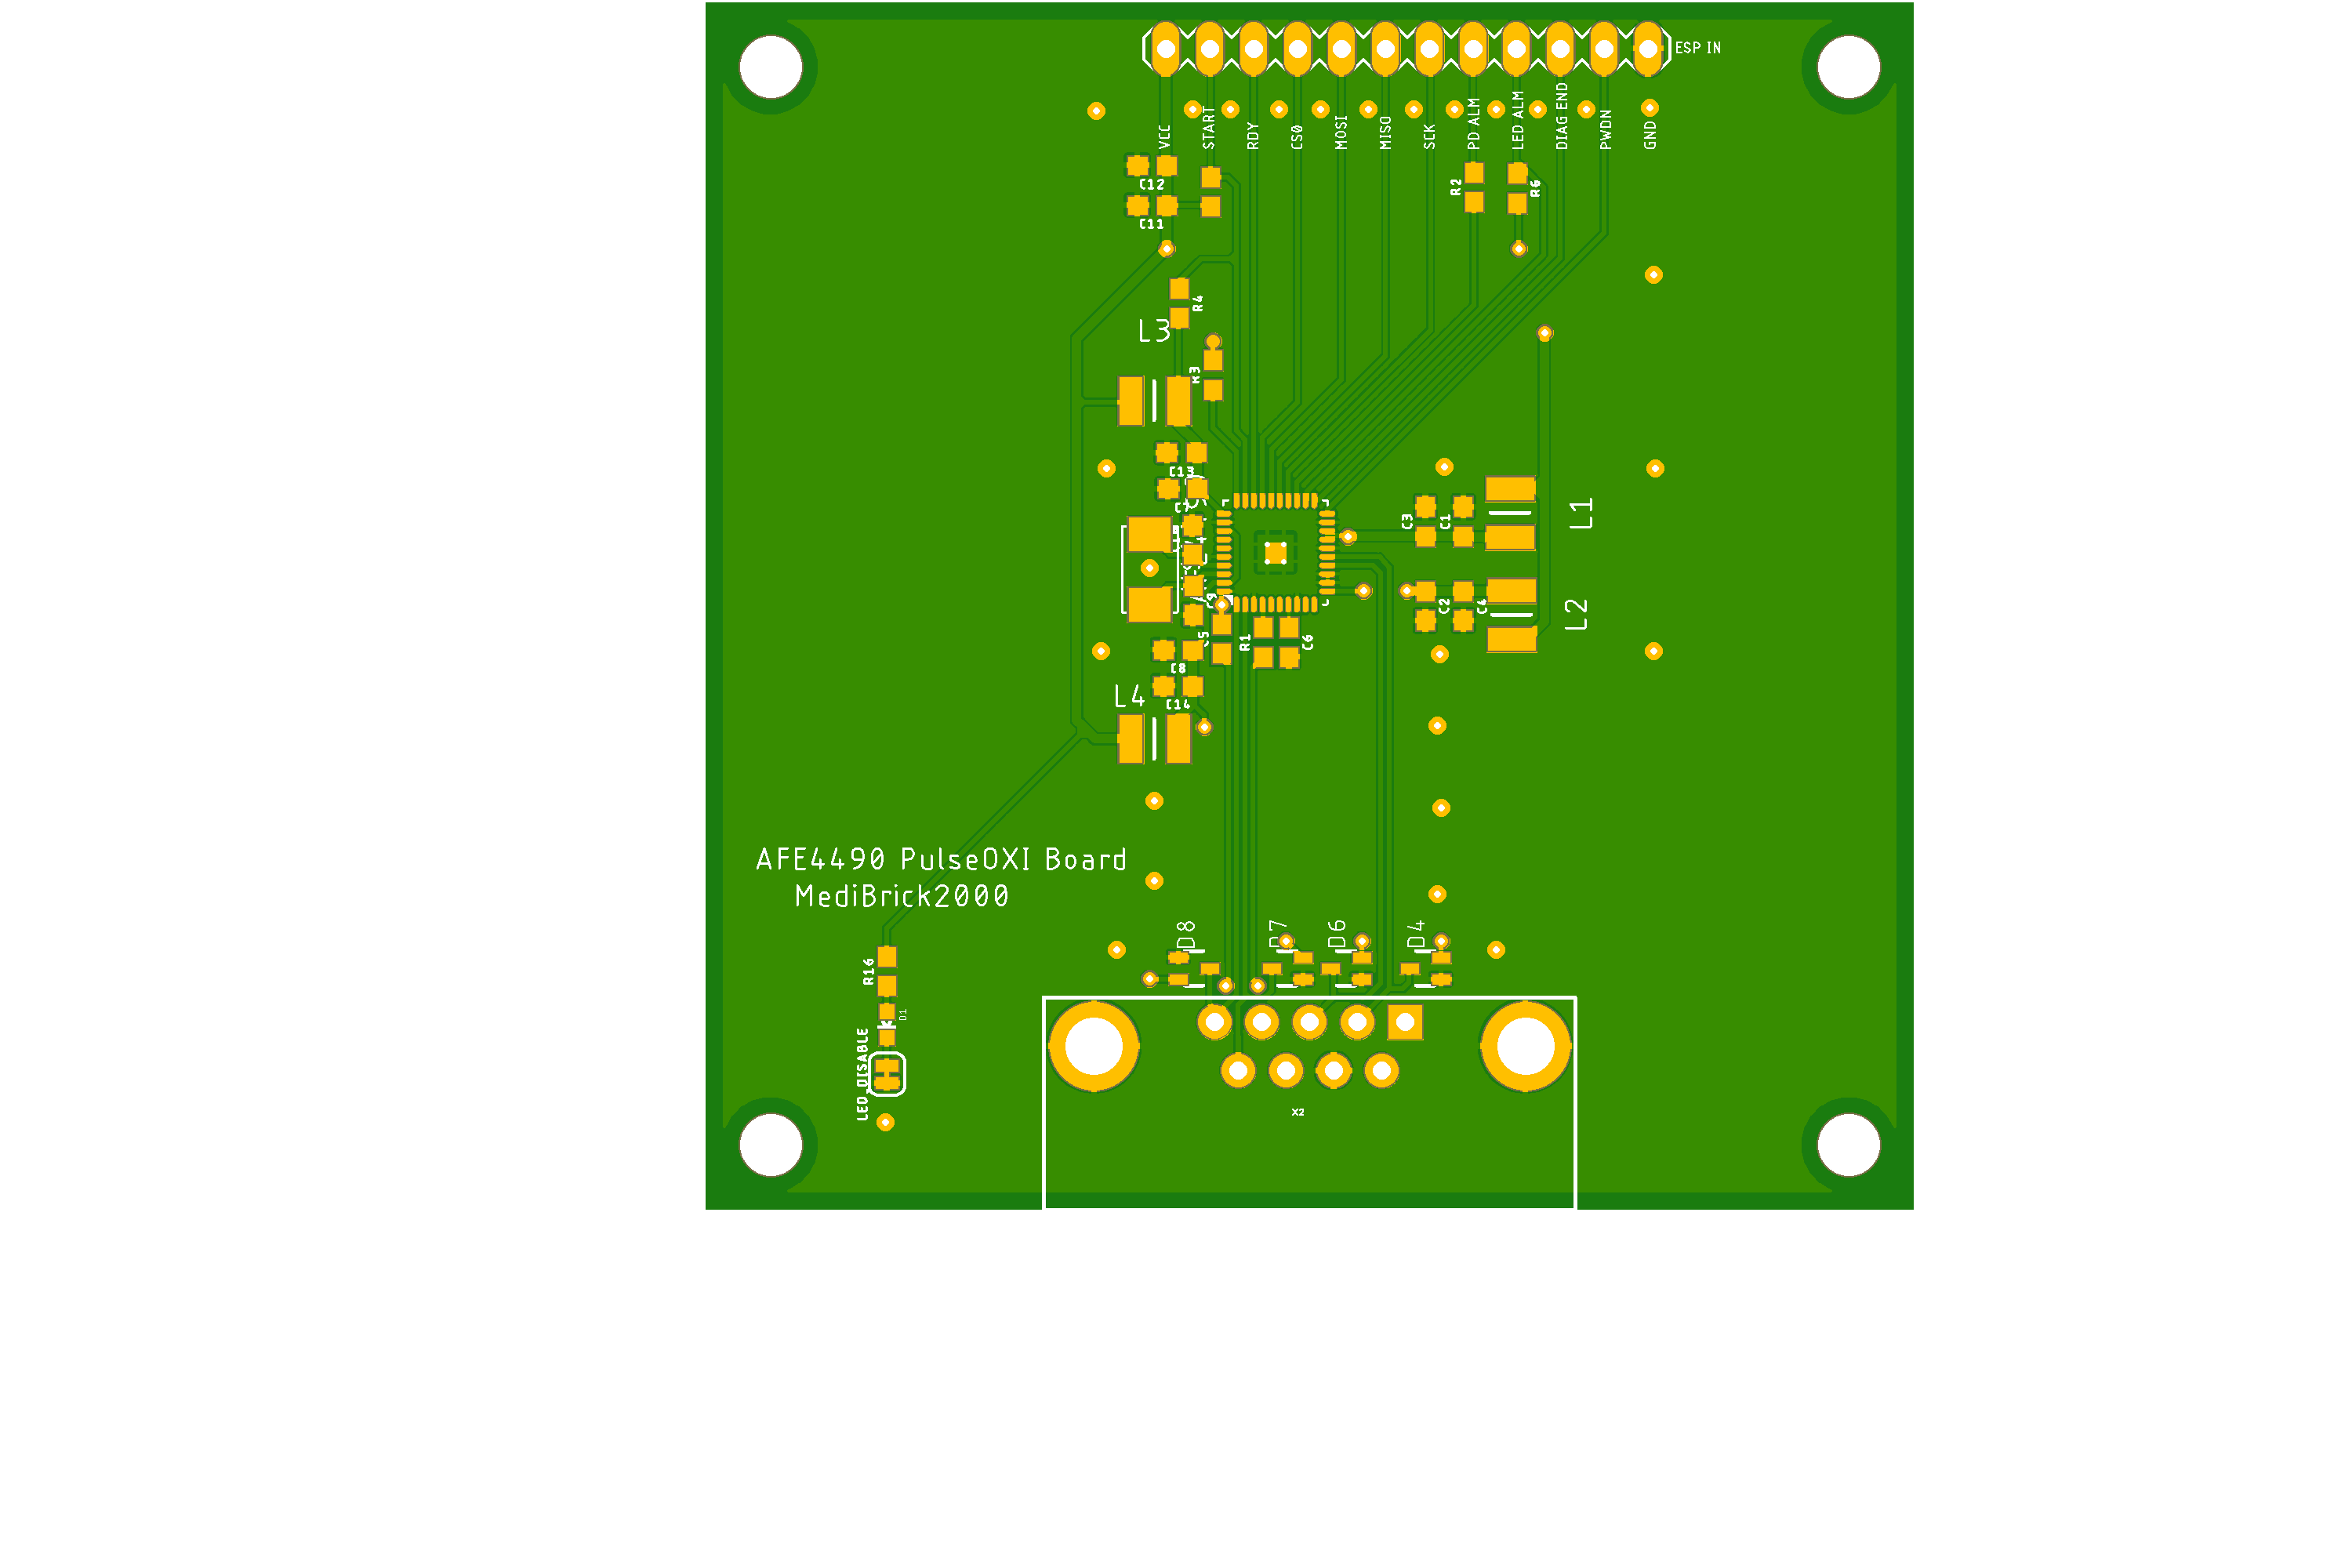 ESP IN
VCC
START
RDY
CS0
MOSI
MISO
SCK
PD ALM
LED ALM
DIAG END
PWDN
GND
C12
C11
R2
R6
R4
L3
C13
C7
C3
C1
L1
C9
C2
C4
L2
R1
C6
C8
L4
C14
AFE4490 PulseOXI Board
MediBrick2000
D8
D7
D6
D4
R16
D1
LED_DISABLE
X2